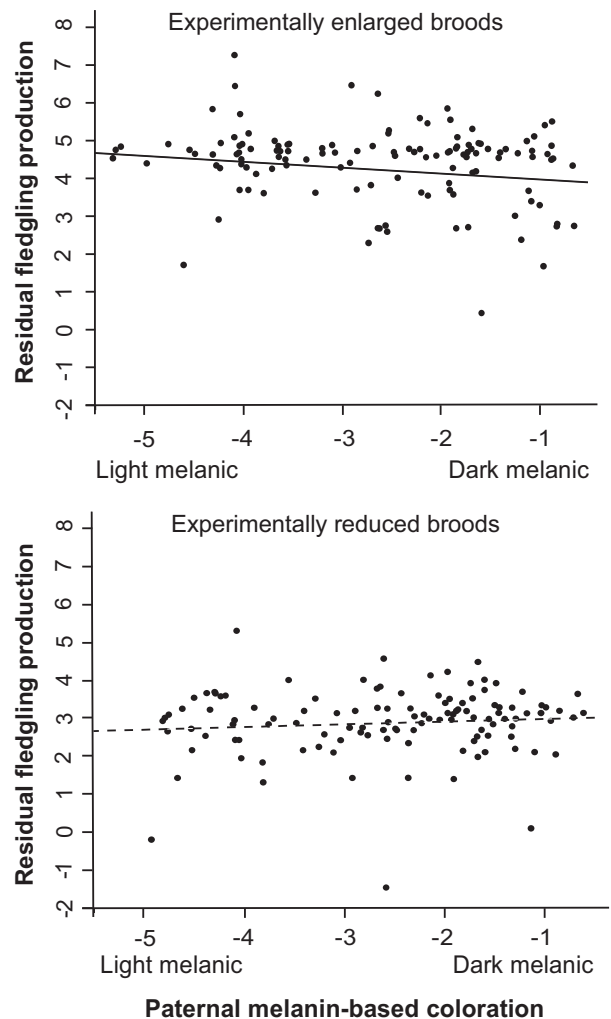 Experimentally enlarged broods
Residual fledgling production
8
7
6
5
4
3
2
1
0
-1
-2
-5 -4 -3 -2 -1
Light melanic Dark melanic
Experimentally reduced broods
Residual fledgling production
8
7
6
5
4
3
2
1
0
-1
-2
-5 -4 -3 -2 -1
Light melanic Dark melanic
Paternal melanin-based coloration